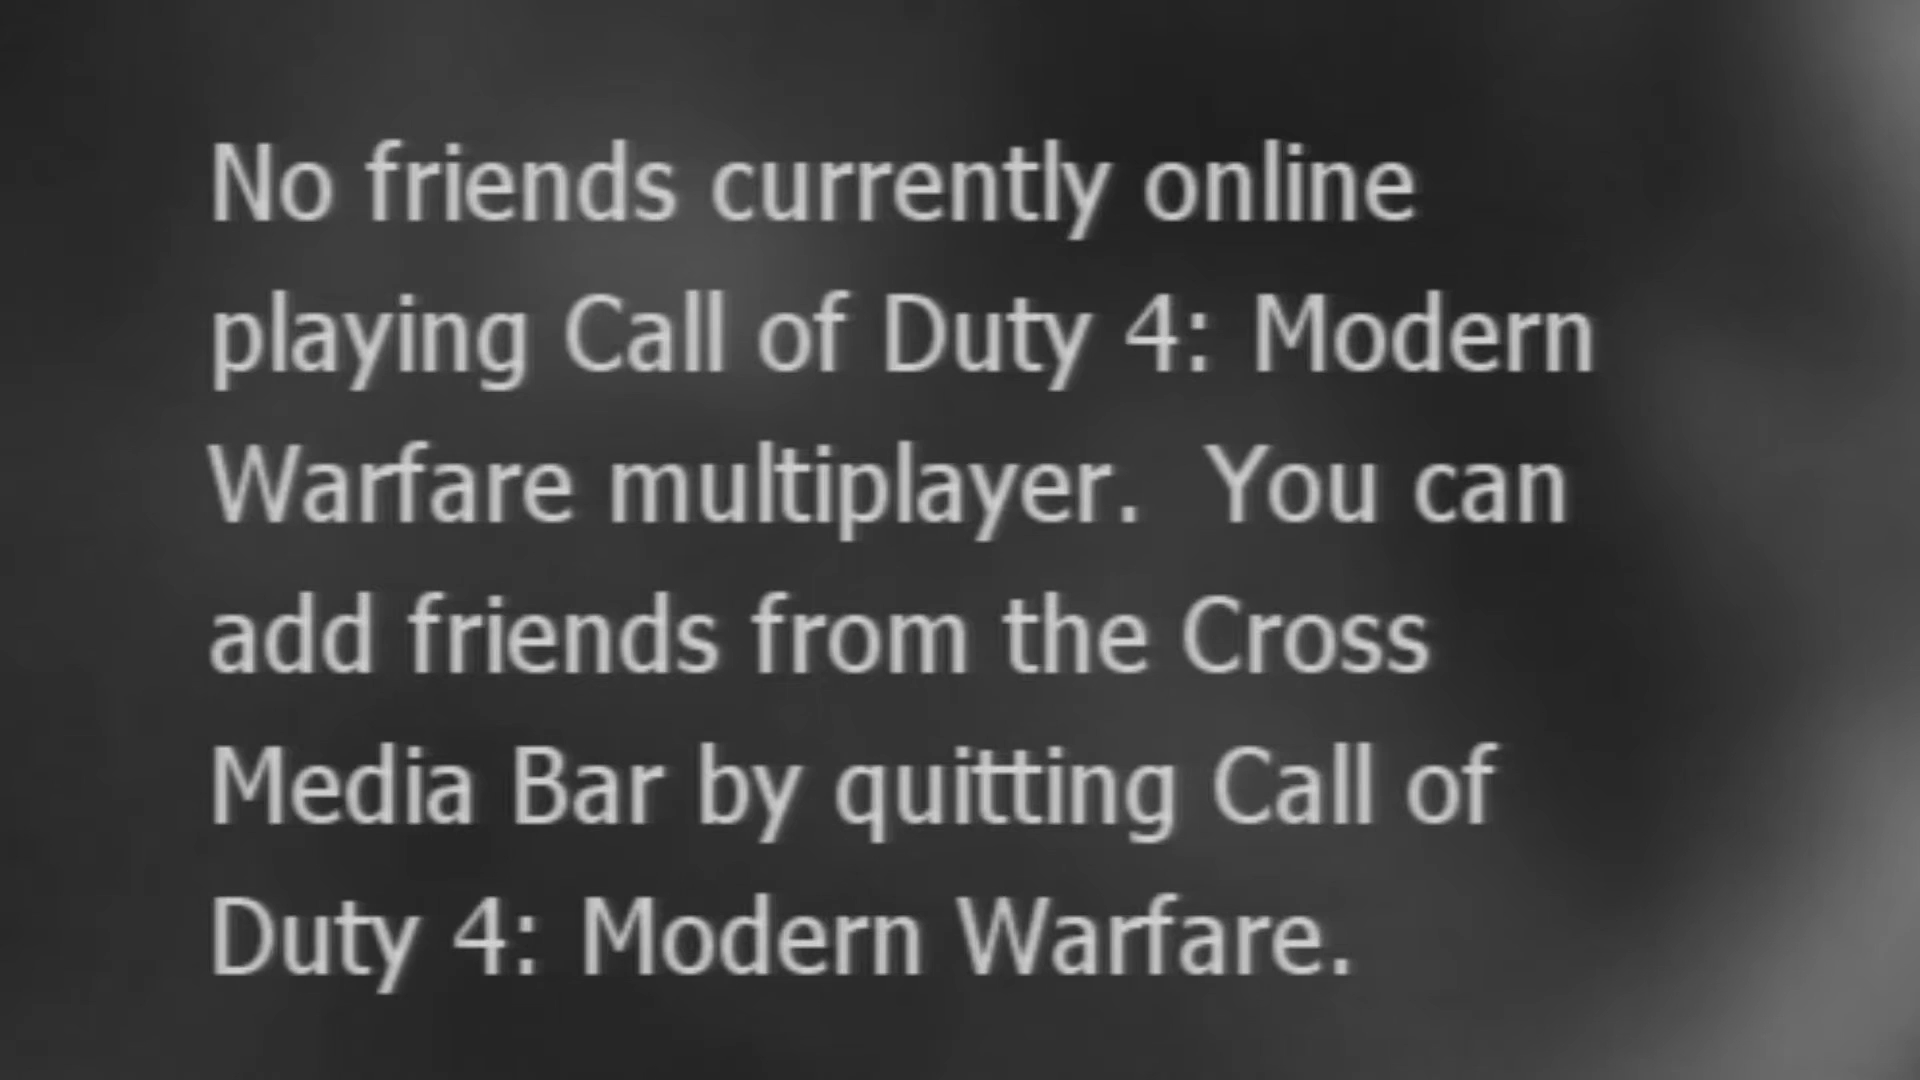 No friends currently online
playing Call of Duty 4: Modern
Warfare multiplayer.  You can
add friends from the Cross
Media Bar by quitting Call of
Duty 4: Modern Warfare.